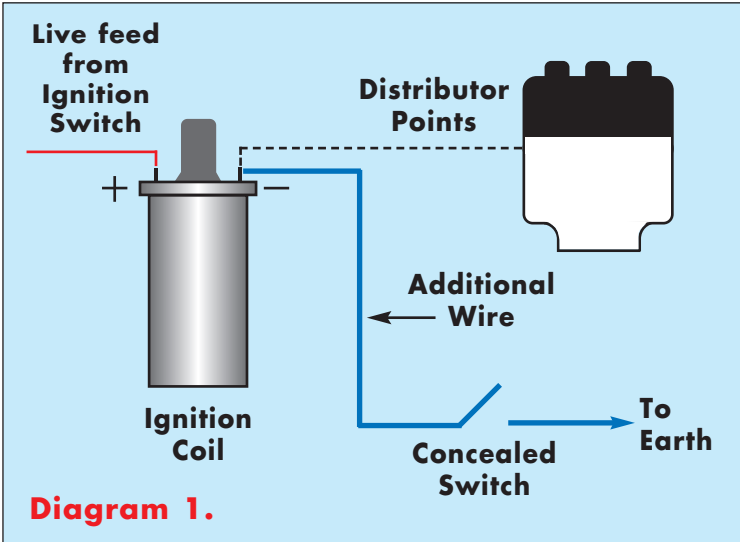 Live feed
from
Ignition
Switch
Distributor
Points
+
−
Additional
Wire
Ignition
Coil
Concealed
Switch
To
Earth
Diagram 1.